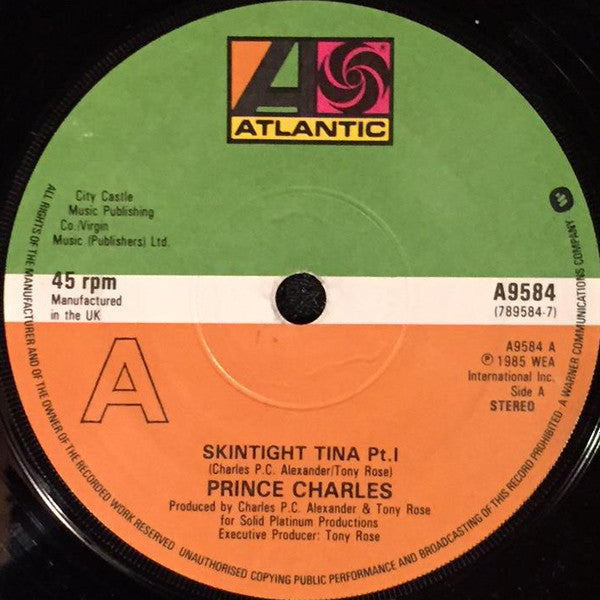 ATLANTIC
City Castle
Music Publishing
Co./Virgin
Music (Publishers) Ltd.
45 rpm
Manufactured
in the UK
A9584
(789584-7)
A
A9584 A
℗ 1985 WEA
International Inc.
Side A
STEREO
SKINTIGHT TINA Pt.I
(Charles P.C. Alexander/Tony Rose)
PRINCE CHARLES
Produced by Charles P.C. Alexander & Tony Rose
for Solid Platinum Productions
Executive Producer: Tony Rose
ALL RIGHTS OF THE MANUFACTURER AND OF THE OWNER OF THE RECORDED WORK RESERVED UNAUTHORISED COPYING PUBLIC PERFORMANCE AND BROADCASTING OF THIS RECORD PROHIBITED A WARNER COMMUNICATIONS COMPANY